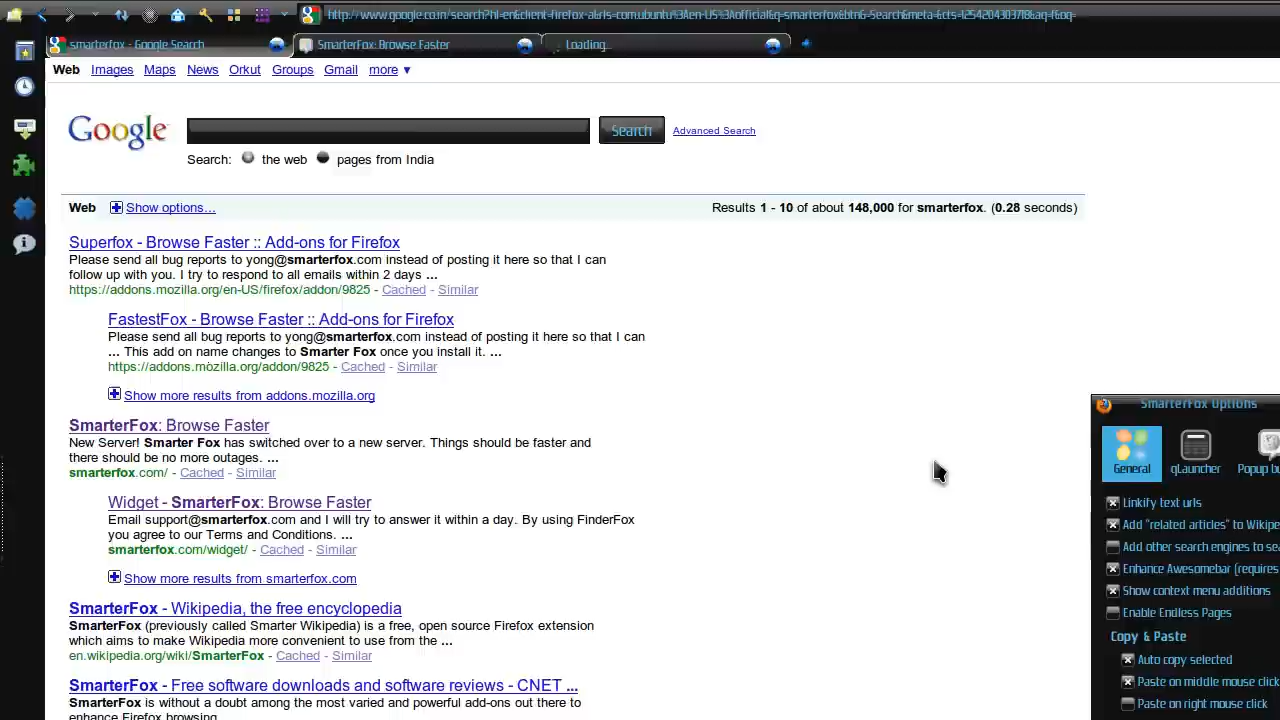 http://www.google.co.in/search?hl=en&client=firefox-a&rls=com.ubuntu%3Aen-US%3Aofficial&q=smarterfox&btnG=Search&meta=&cts=1254204303718&aq=f&oq=
smarterfox - Google Search
SmarterFox: Browse Faster
Loading...
Web Images Maps News Orkut Groups Gmail more ▼
Google
Search
Advanced Search
Search: the web pages from India
Web Show options...
Results 1 - 10 of about 148,000 for smarterfox. (0.28 seconds)
Superfox - Browse Faster :: Add-ons for Firefox
Please send all bug reports to yong@smarterfox.com instead of posting it here so that I can
follow up with you. I try to respond to all emails within 2 days ...
https://addons.mozilla.org/en-US/firefox/addon/9825 - Cached - Similar
FastestFox - Browse Faster :: Add-ons for Firefox
Please send all bug reports to yong@smarterfox.com instead of posting it here so that I can
... This add on name changes to Smarter Fox once you install it. ...
https://addons.mozilla.org/addon/9825 - Cached - Similar
Show more results from addons.mozilla.org
SmarterFox: Browse Faster
New Server! Smarter Fox has switched over to a new server. Things should be faster and
there should be no more outages. ...
smarterfox.com/ - Cached - Similar
Widget - SmarterFox: Browse Faster
Email support@smarterfox.com and I will try to answer it within a day. By using FinderFox
you agree to our Terms and Conditions. ...
smarterfox.com/widget/ - Cached - Similar
Show more results from smarterfox.com
SmarterFox - Wikipedia, the free encyclopedia
SmarterFox (previously called Smarter Wikipedia) is a free, open source Firefox extension
which aims to make Wikipedia more convenient to use from the ...
en.wikipedia.org/wiki/SmarterFox - Cached - Similar
SmarterFox - Free software downloads and software reviews - CNET ...
SmarterFox is without a doubt among the most varied and powerful add-ons out there to
enhance Firefox browsing.
SmarterFox Options
General qLauncher Popup bu
Linkify text urls
Add "related articles" to Wikipe
Add other search engines to se
Enhance Awesomebar (requires
Show context menu additions
Enable Endless Pages
Copy & Paste
Auto copy selected
Paste on middle mouse click
Paste on right mouse click